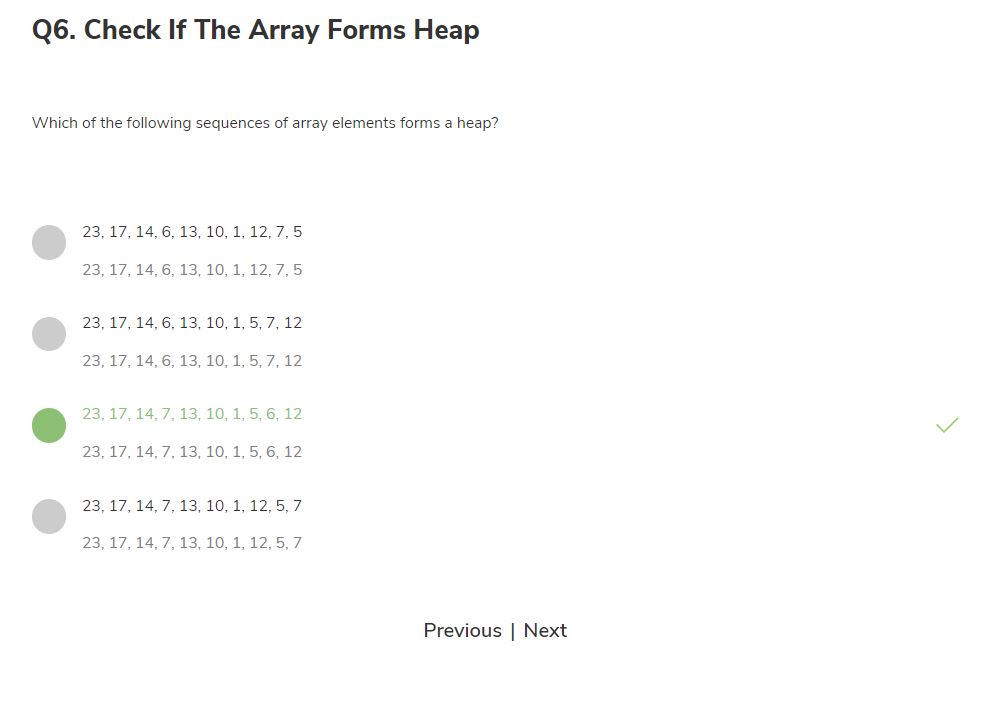 Q6. Check If The Array Forms Heap
Which of the following sequences of array elements forms a heap?
23, 17, 14, 6, 13, 10, 1, 12, 7, 5
23, 17, 14, 6, 13, 10, 1, 12, 7, 5
23, 17, 14, 6, 13, 10, 1, 5, 7, 12
23, 17, 14, 6, 13, 10, 1, 5, 7, 12
23, 17, 14, 7, 13, 10, 1, 5, 6, 12
23, 17, 14, 7, 13, 10, 1, 5, 6, 12
23, 17, 14, 7, 13, 10, 1, 12, 5, 7
23, 17, 14, 7, 13, 10, 1, 12, 5, 7
Previous | Next